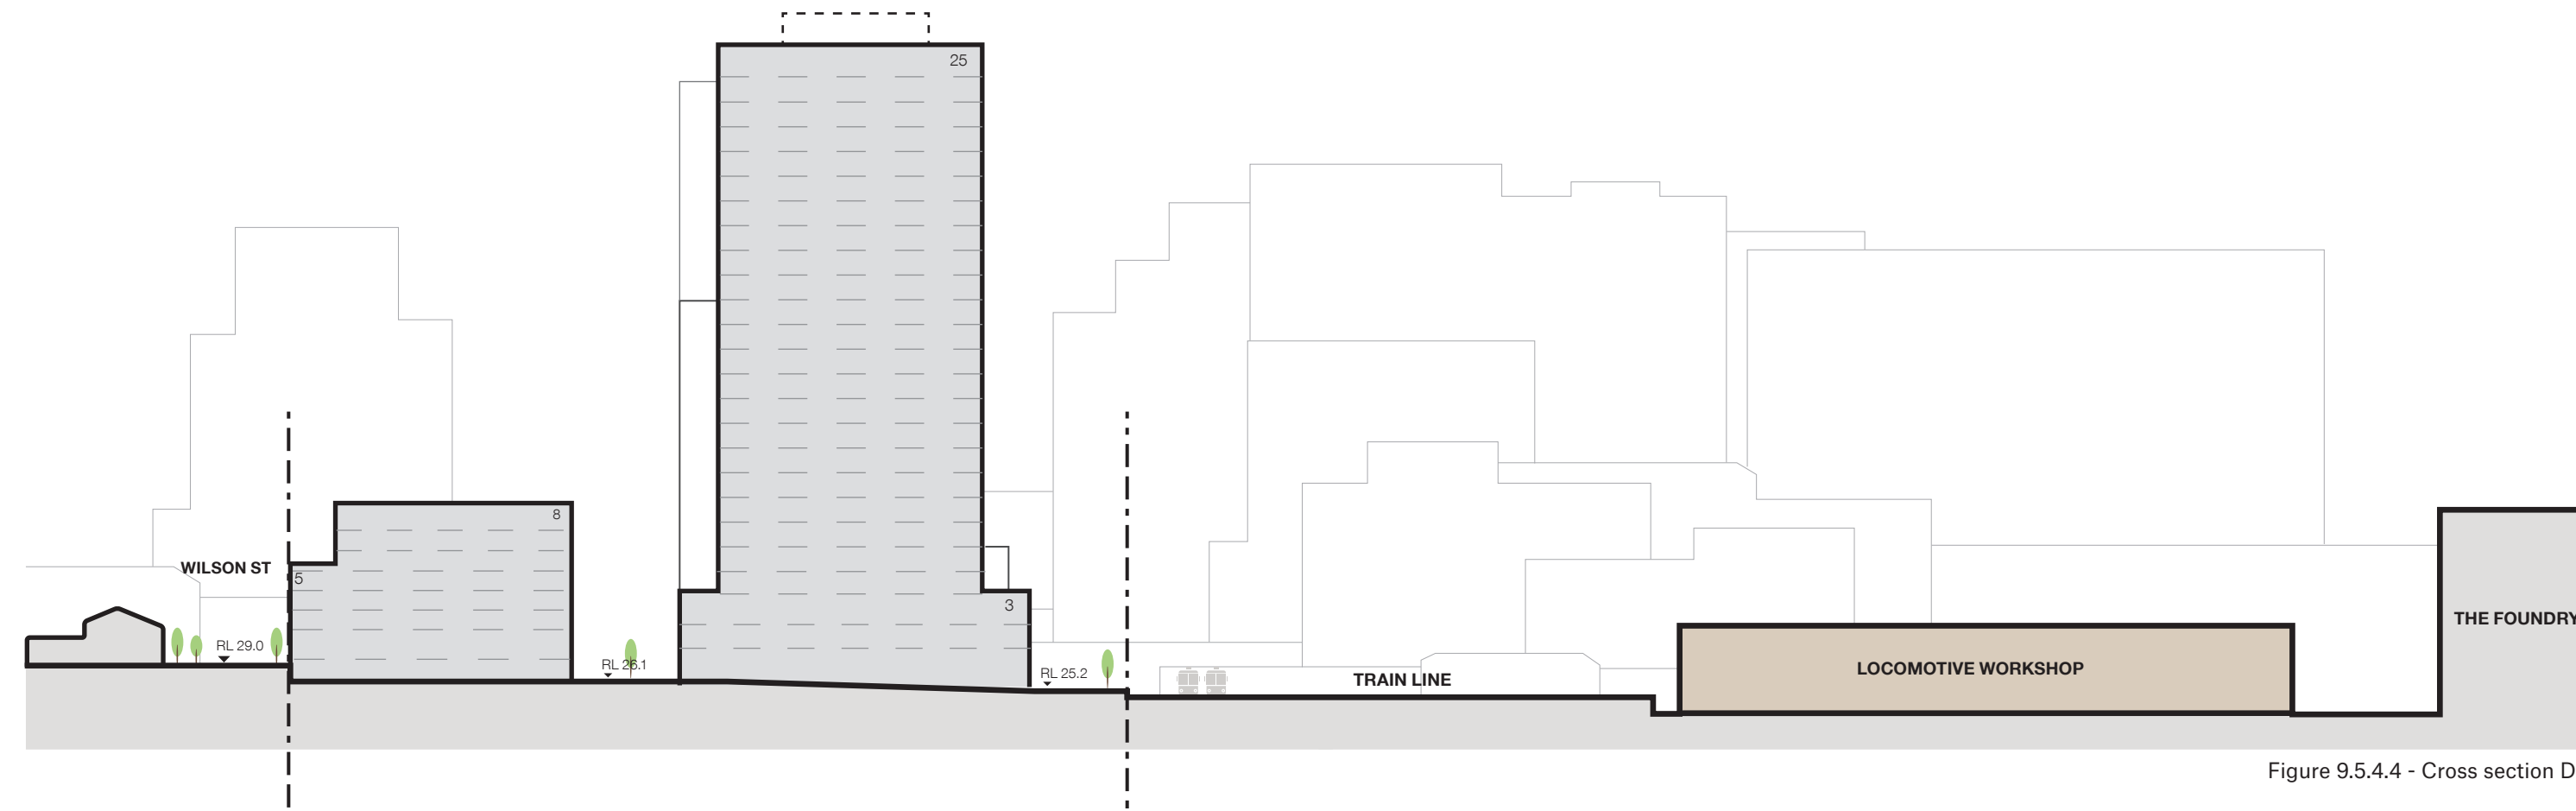 25
8
WILSON ST
5
3
THE FOUNDRY
RL 29.0
RL 26.1
RL 25.2
LOCOMOTIVE WORKSHOP
TRAIN LINE
Figure 9.5.4.4 - Cross section D